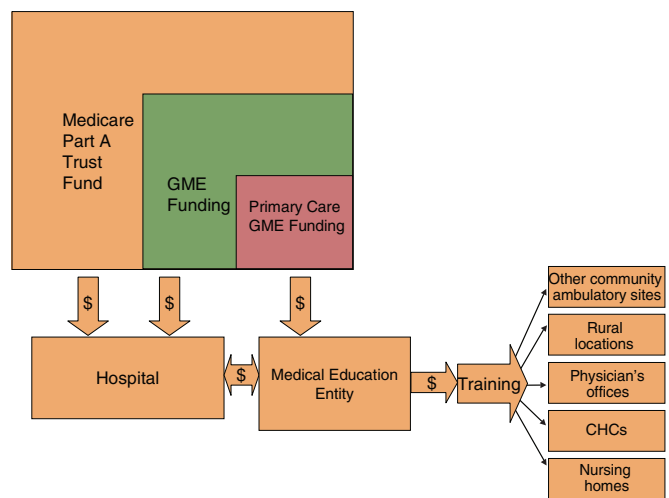 Medicare
Part A
Trust
Fund
GME
Funding
Primary Care
GME Funding
$
$
$
Hospital
$
Medical Education
Entity
$
Training
Other community
ambulatory sites
Rural
locations
Physician's
offices
CHCs
Nursing
homes